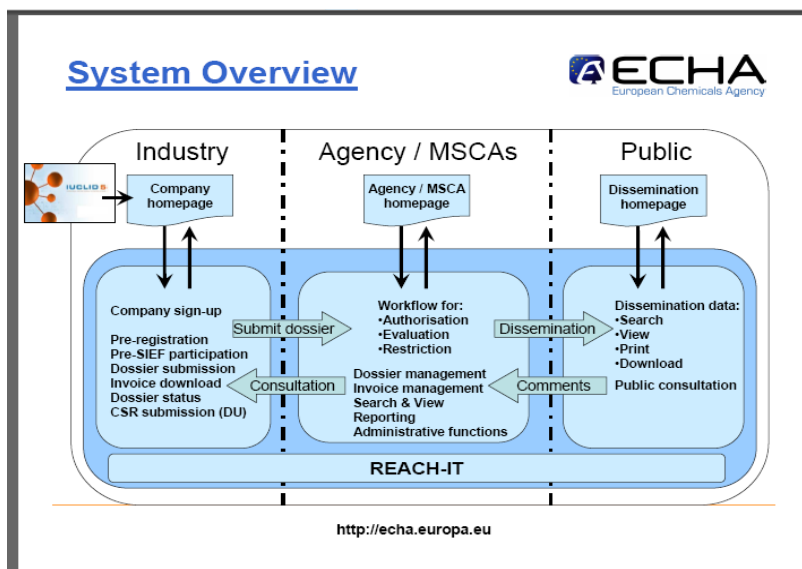 System Overview
ECHA
European Chemicals Agency
Industry
Agency / MSCAs
Public
IUCLID 5
Company
homepage
Agency / MSCA
homepage
Dissemination
homepage
Company sign-up
Pre-registration
Pre-SIEF participation
Dossier submission
Invoice download
Dossier status
CSR submission (DU)
Submit dossier
Consultation
Workflow for:
•Authorisation
•Evaluation
•Restriction
Dossier management
Invoice management
Search & View
Reporting
Administrative functions
Dissemination
Comments
Dissemination data:
•Search
•View
•Print
•Download
Public consultation
REACH-IT
http://echa.europa.eu